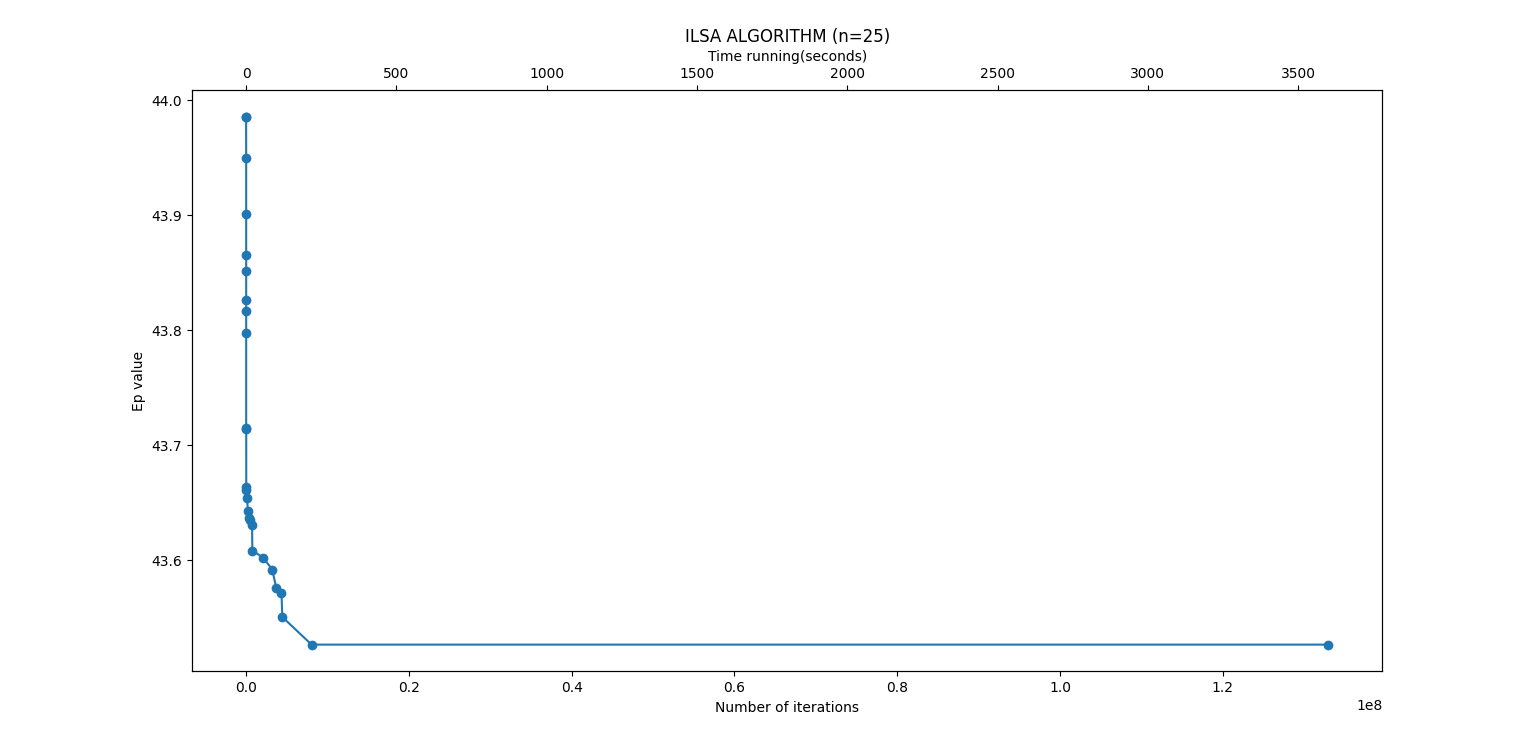 ILSA ALGORITHM (n=25)
Time running(seconds)
0 500 1000 1500 2000 2500 3000 3500
44.0
43.9
43.8
43.7
43.6
Ep value
0.0 0.2 0.4 0.6 0.8 1.0 1.2
1e8
Number of iterations